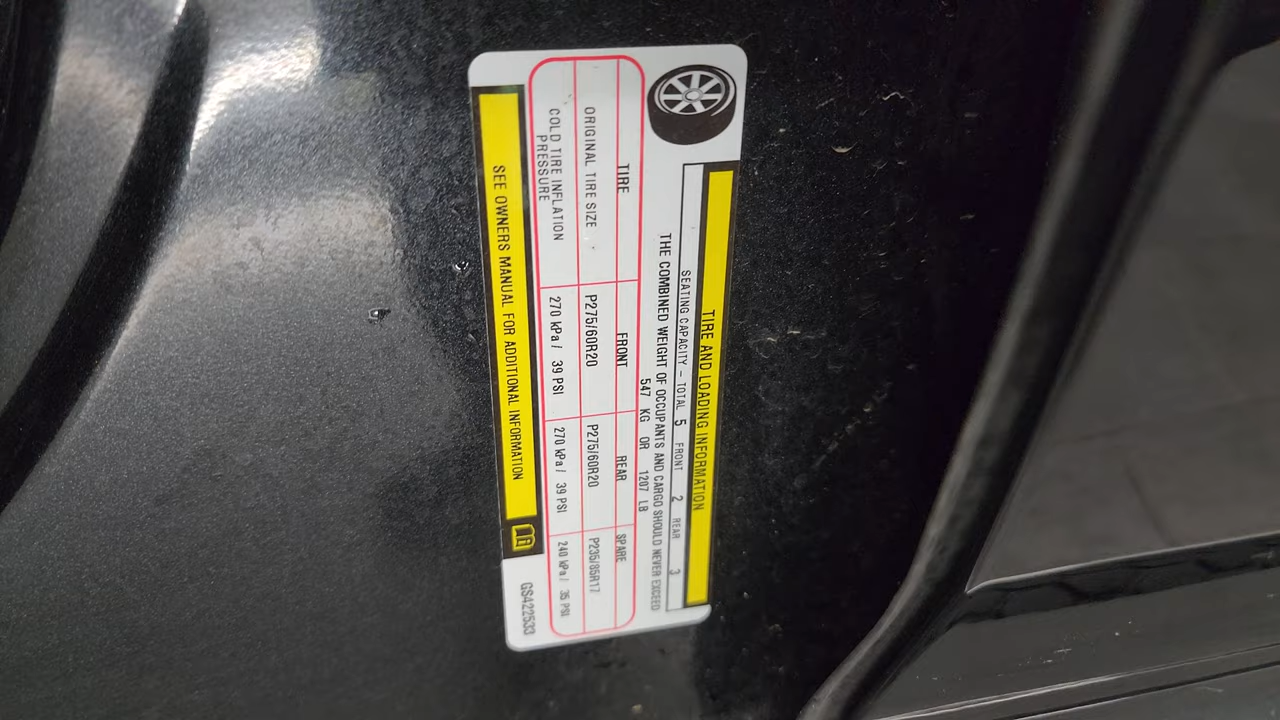 TIRE AND LOADING INFORMATION
SEATING CAPACITY – TOTAL 5 FRONT 2 REAR 3
THE COMBINED WEIGHT OF OCCUPANTS AND CARGO SHOULD NEVER EXCEED
547 KG OR 1207 LB
TIRE FRONT REAR SPARE
ORIGINAL TIRE SIZE P275/60R20 P275/60R20 P235/85R17
COLD TIRE INFLATION PRESSURE 270 kPa / 39 PSI 270 kPa / 39 PSI 240 kPa / 35 PSI
SEE OWNERS MANUAL FOR ADDITIONAL INFORMATION
GS422533